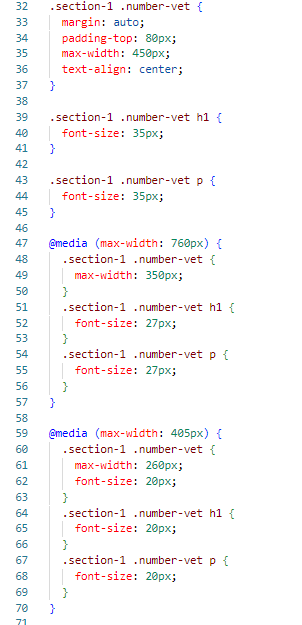 32 .section-1 .number-vet {
33 margin: auto;
34 padding-top: 80px;
35 max-width: 450px;
36 text-align: center;
37 }
38
39 .section-1 .number-vet h1 {
40 font-size: 35px;
41 }
42
43 .section-1 .number-vet p {
44 font-size: 35px;
45 }
46
47 @media (max-width: 760px) {
48 .section-1 .number-vet {
49 max-width: 350px;
50 }
51 .section-1 .number-vet h1 {
52 font-size: 27px;
53 }
54 .section-1 .number-vet p {
55 font-size: 27px;
56 }
57 }
58
59 @media (max-width: 405px) {
60 .section-1 .number-vet {
61 max-width: 260px;
62 font-size: 20px;
63 }
64 .section-1 .number-vet h1 {
65 font-size: 20px;
66 }
67 .section-1 .number-vet p {
68 font-size: 20px;
69 }
70 }
71